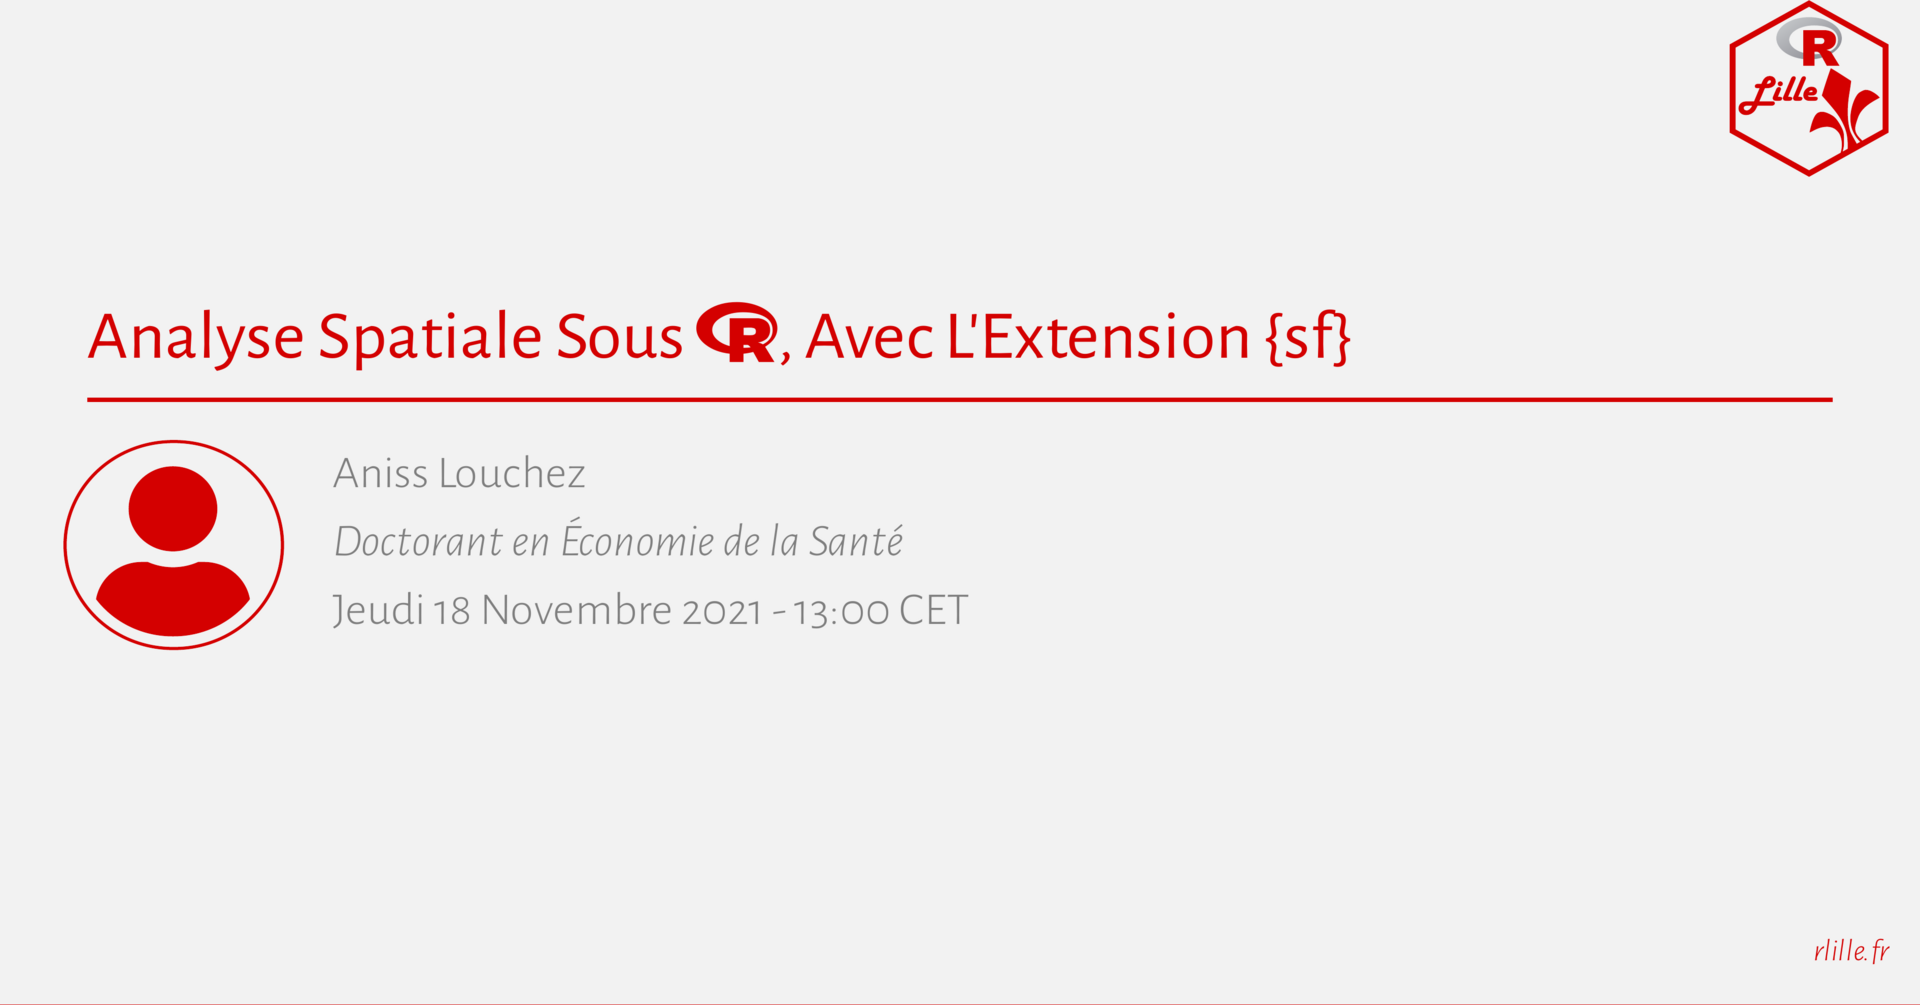 R
Lille
Analyse Spatiale Sous R, Avec L'Extension {sf}
Aniss Louchez
Doctorant en Économie de la Santé
Jeudi 18 Novembre 2021 - 13:00 CET
rlille.fr